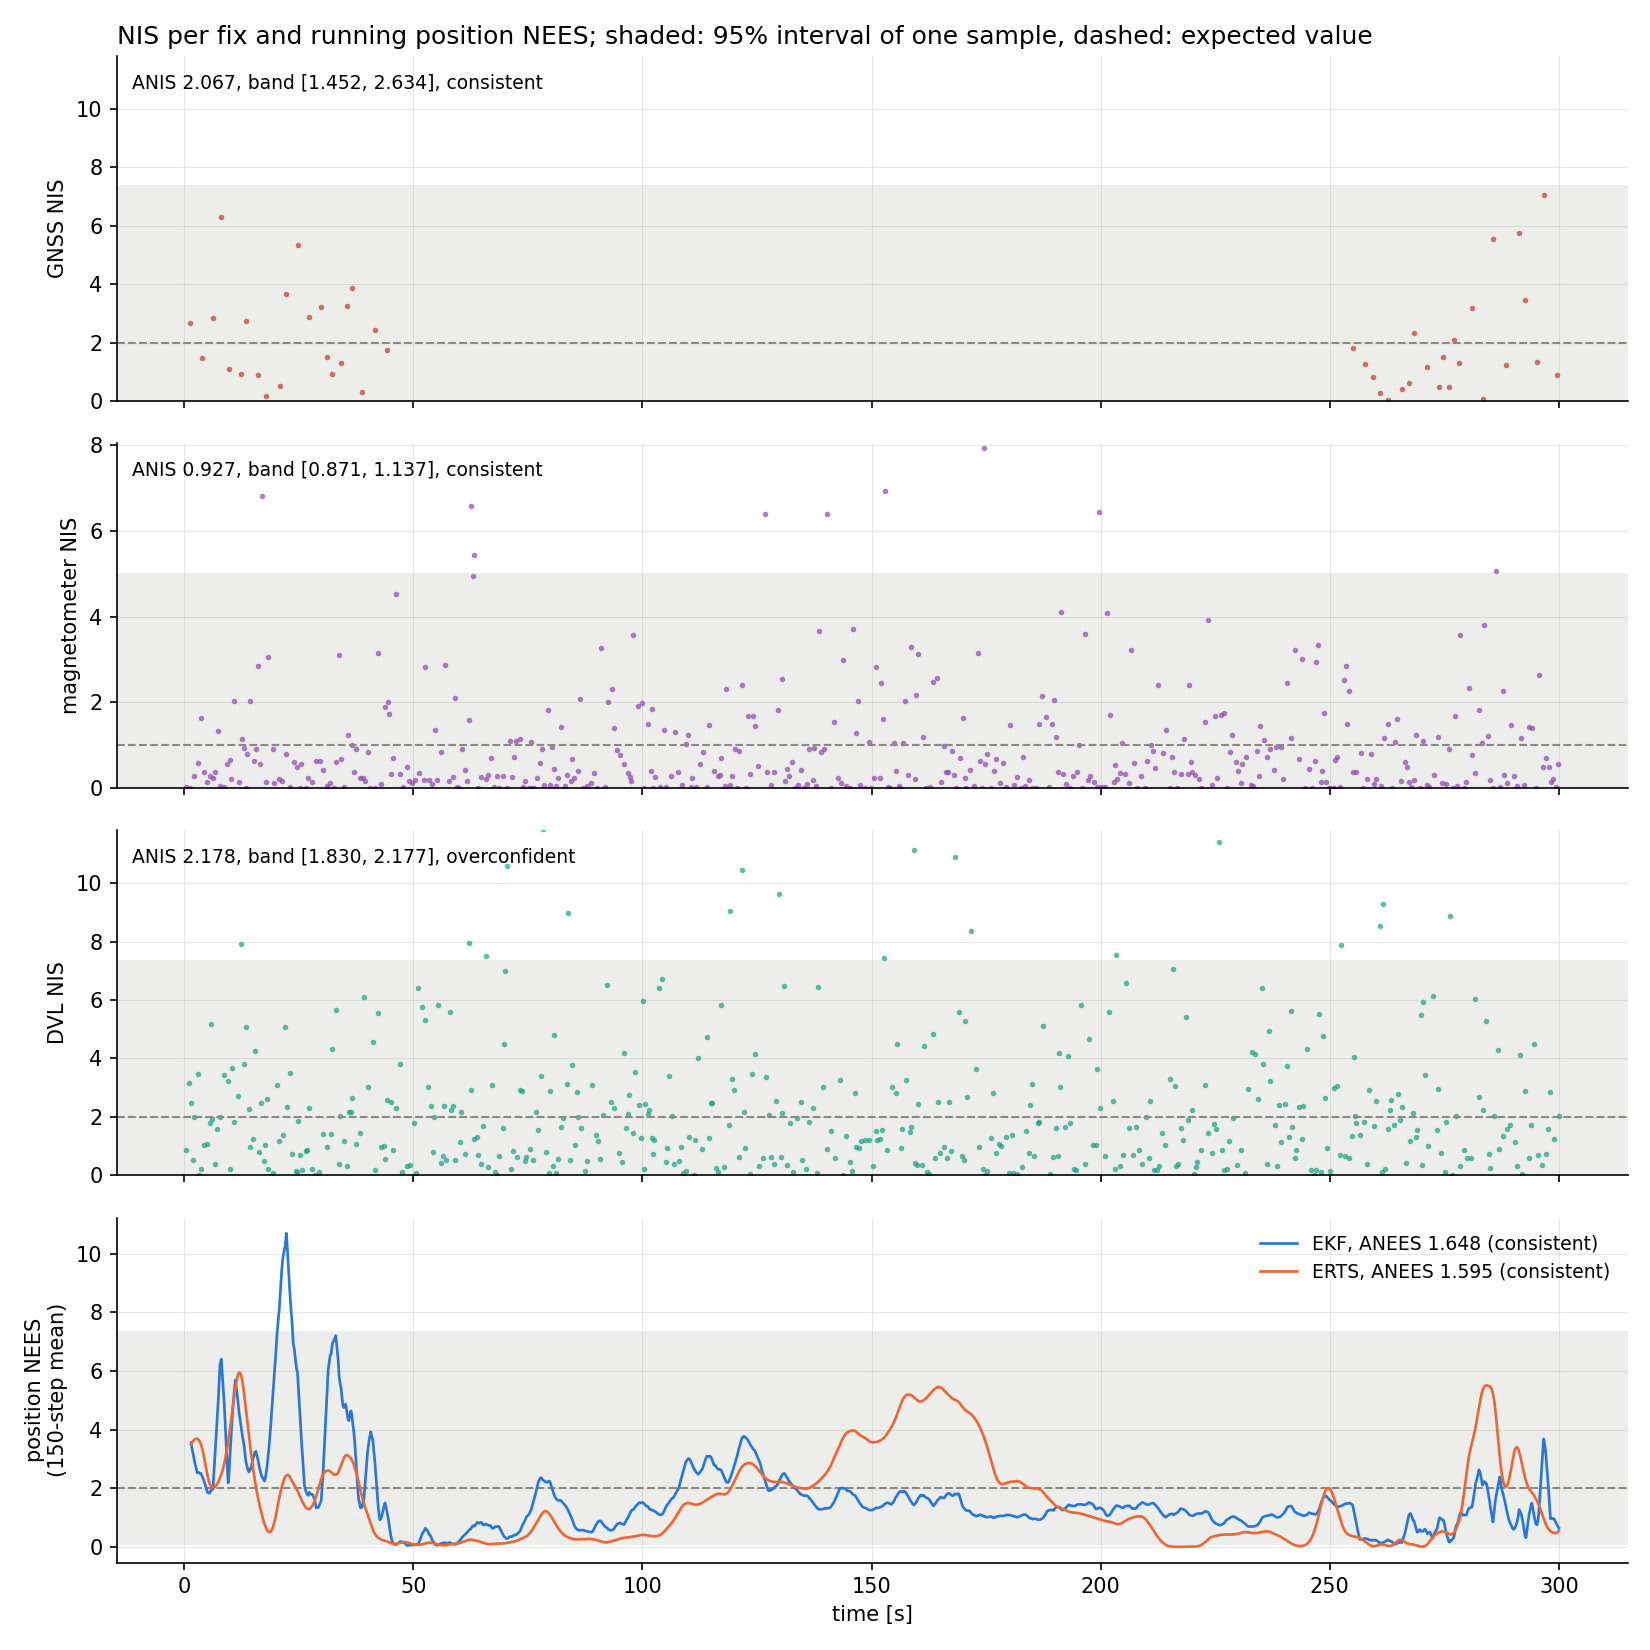 NIS per fix and running position NEES; shaded: 95% interval of one sample, dashed: expected value
ANIS 2.067, band [1.452, 2.634], consistent
GNSS NIS
10
8
6
4
2
0
ANIS 0.927, band [0.871, 1.137], consistent
magnetometer NIS
8
6
4
2
0
ANIS 2.178, band [1.830, 2.177], overconfident
DVL NIS
10
8
6
4
2
0
EKF, ANEES 1.648 (consistent)
ERTS, ANEES 1.595 (consistent)
position NEES
(150-step mean)
10
8
6
4
2
0
0 50 100 150 200 250 300
time [s]